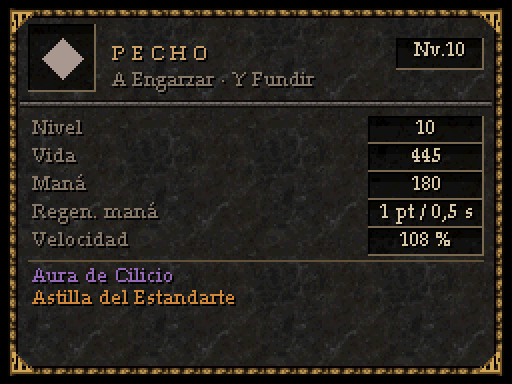 PECHO
Nv.10
A Engarzar · Y Fundir
Nivel 10
Vida 445
Maná 180
Regen. maná 1 pt / 0,5 s
Velocidad 108 %
Aura de Cilicio
Astilla del Estandarte